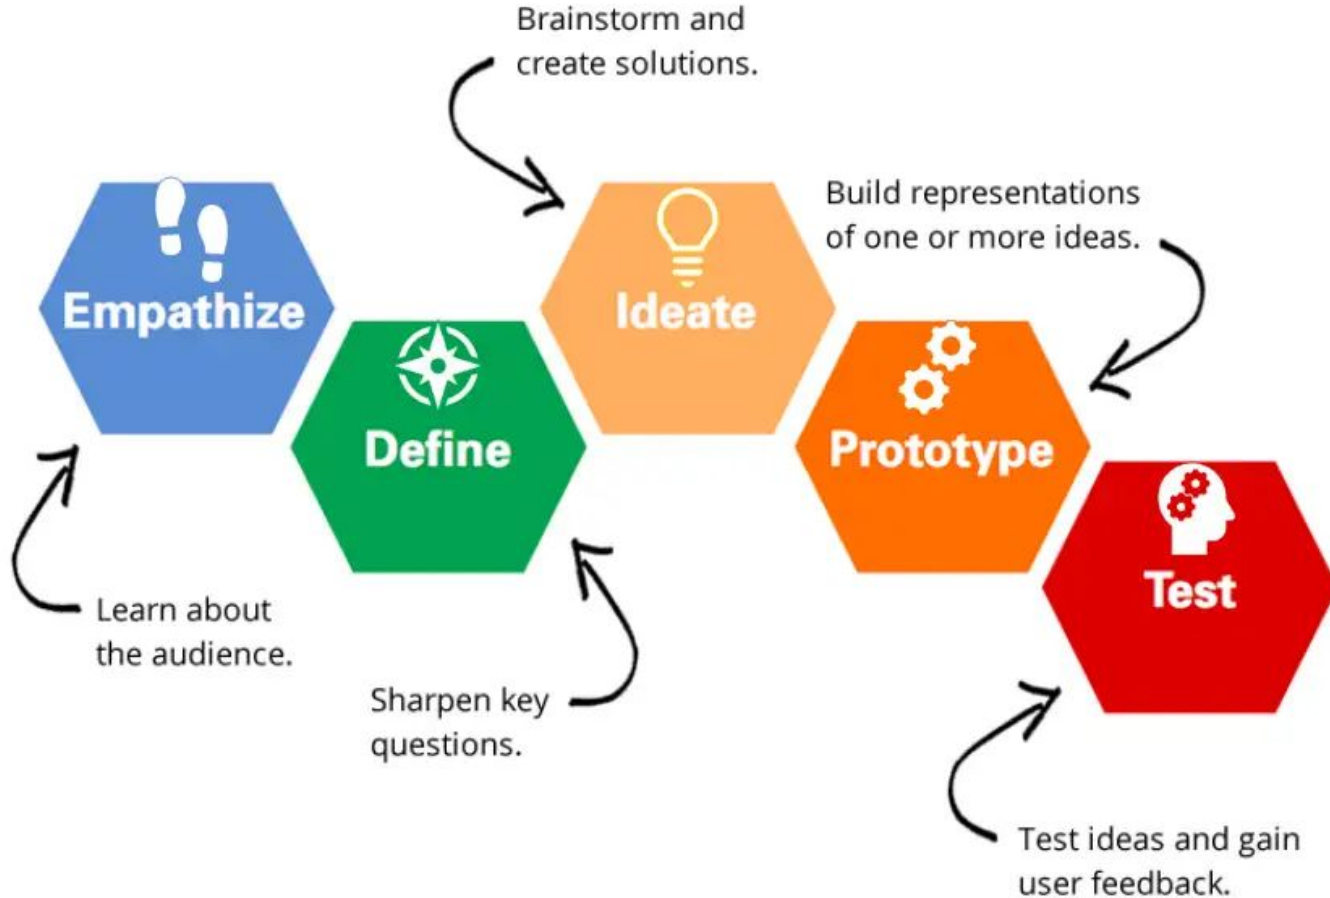 Brainstorm and
create solutions.
Empathize
Ideate
Build representations
of one or more ideas.
Define
Prototype
Test
Learn about
the audience.
Sharpen key
questions.
Test ideas and gain
user feedback.